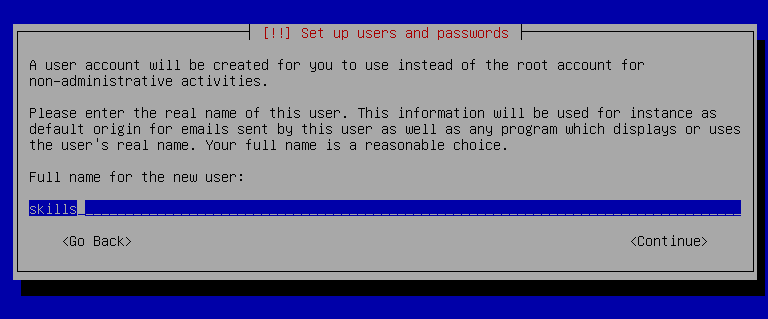 [!!] Set up users and passwords
A user account will be created for you to use instead of the root account for
non-administrative activities.
Please enter the real name of this user. This information will be used for instance as
default origin for emails sent by this user as well as any program which displays or uses
the user's real name. Your full name is a reasonable choice.
Full name for the new user:
skills
<Go Back> <Continue>